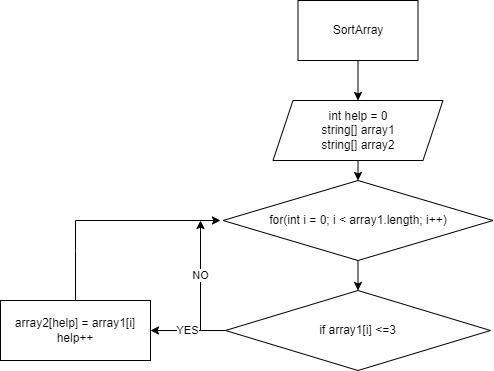 SortArray
int help = 0
string[] array1
string[] array2
for(int i = 0; i < array1.length; i++)
NO
array2[help] = array1[i]
help++
YES
if array1[i] <=3